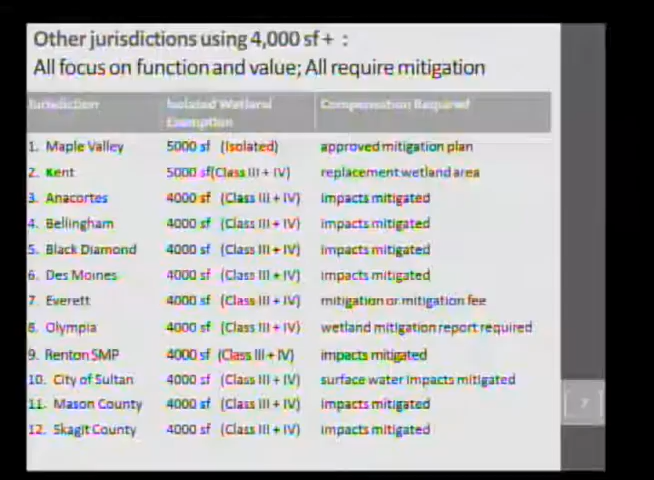 Other jurisdictions using 4,000 sf + :
All focus on function and value; All require mitigation
Jurisdiction Isolated Wetland Exemption Compensation Required
1. Maple Valley 5000 sf (Isolated) approved mitigation plan
2. Kent 5000 sf(Class III + IV) replacement wetland area
3. Anacortes 4000 sf (Class III + IV) impacts mitigated
4. Bellingham 4000 sf (Class III + IV) impacts mitigated
5. Black Diamond 4000 sf (Class III + IV) impacts mitigated
6. Des Moines 4000 sf (Class III + IV) impacts mitigated
7. Everett 4000 sf (Class III + IV) mitigation or mitigation fee
8. Olympia 4000 sf (Class III + IV) wetland mitigation report required
9. Renton SMP 4000 sf (Class III + IV) impacts mitigated
10. City of Sultan 4000 sf (Class III + IV) surface water impacts mitigated
11. Mason County 4000 sf (Class III + IV) impacts mitigated
12. Skagit County 4000 sf (Class III + IV) impacts mitigated
7